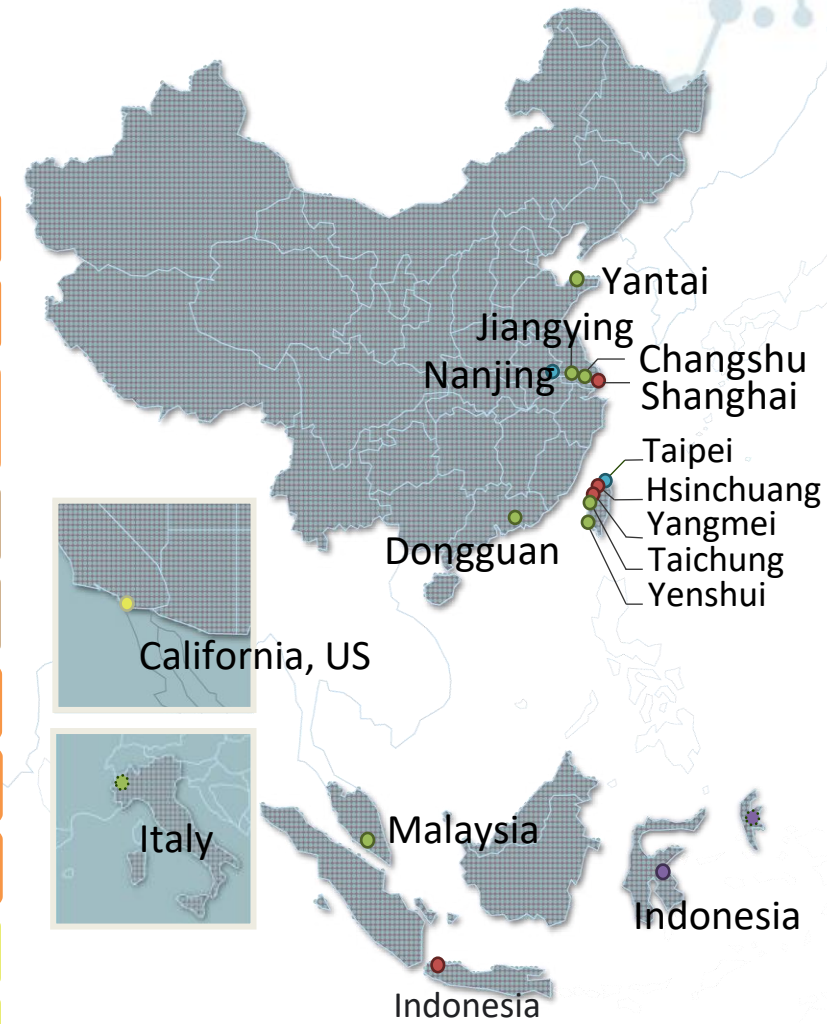 Yantai
Jiangying
Changshu
Nanjing
Shanghai
Taipei
Hsinchuang
Yangmei
Dongguan
Taichung
Yenshui
California, US
Malaysia
Italy
Indonesia
Indonesia